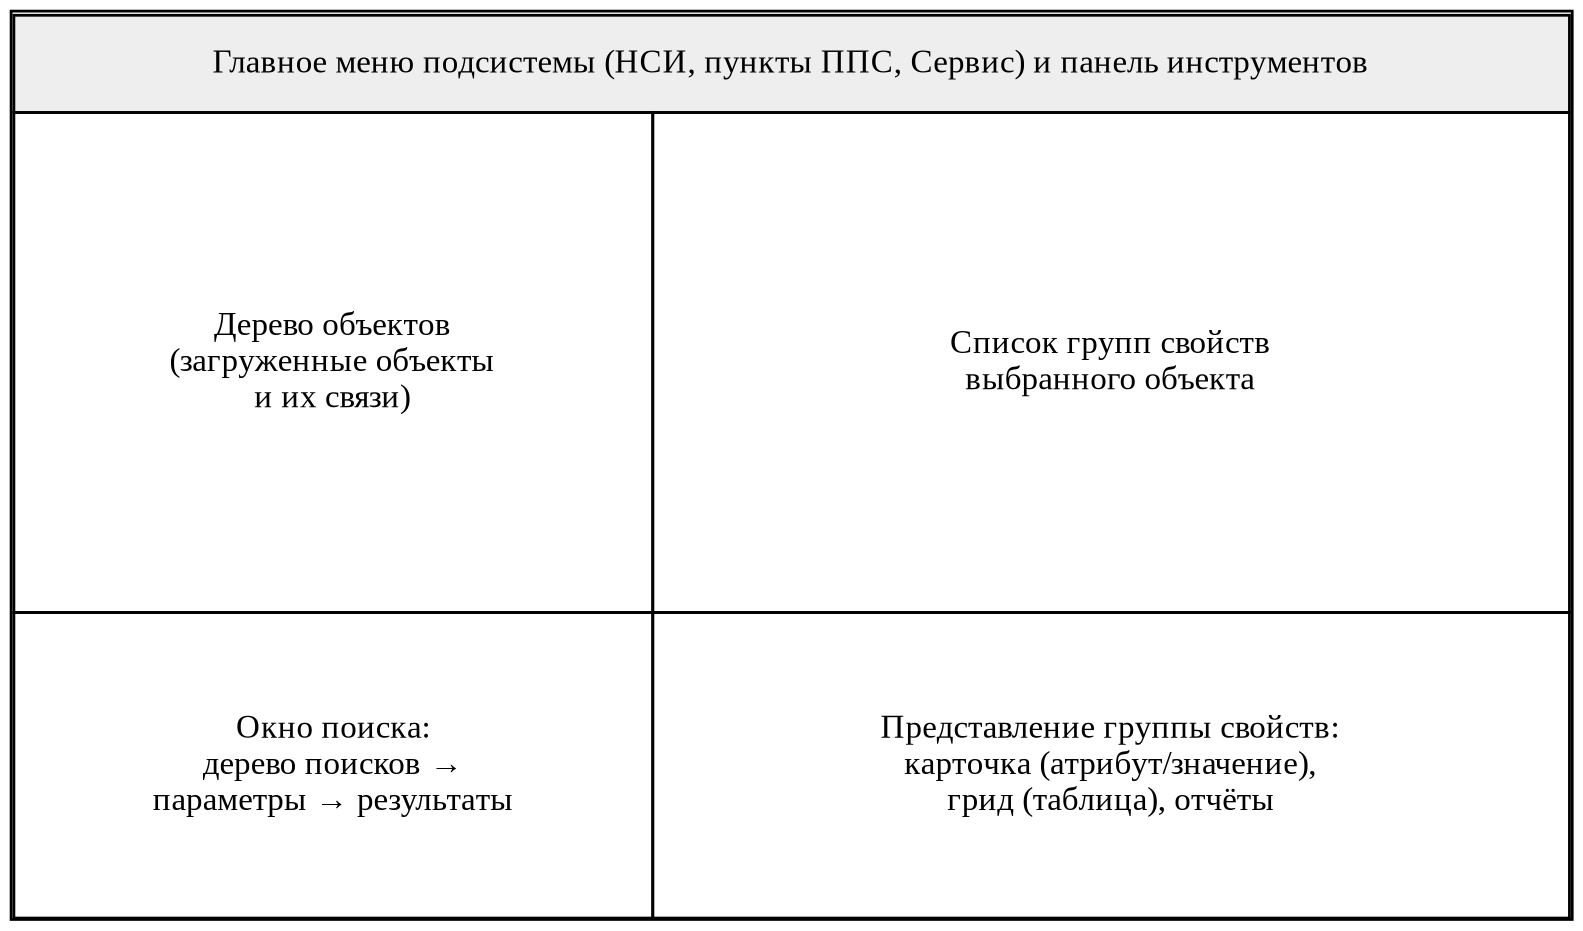 Главное меню подсистемы (НСИ, пункты ППС, Сервис) и панель инструментов
Дерево объектов
(загруженные объекты
и их связи)
Список групп свойств
выбранного объекта
Окно поиска:
дерево поисков →
параметры → результаты
Представление группы свойств:
карточка (атрибут/значение),
грид (таблица), отчёты